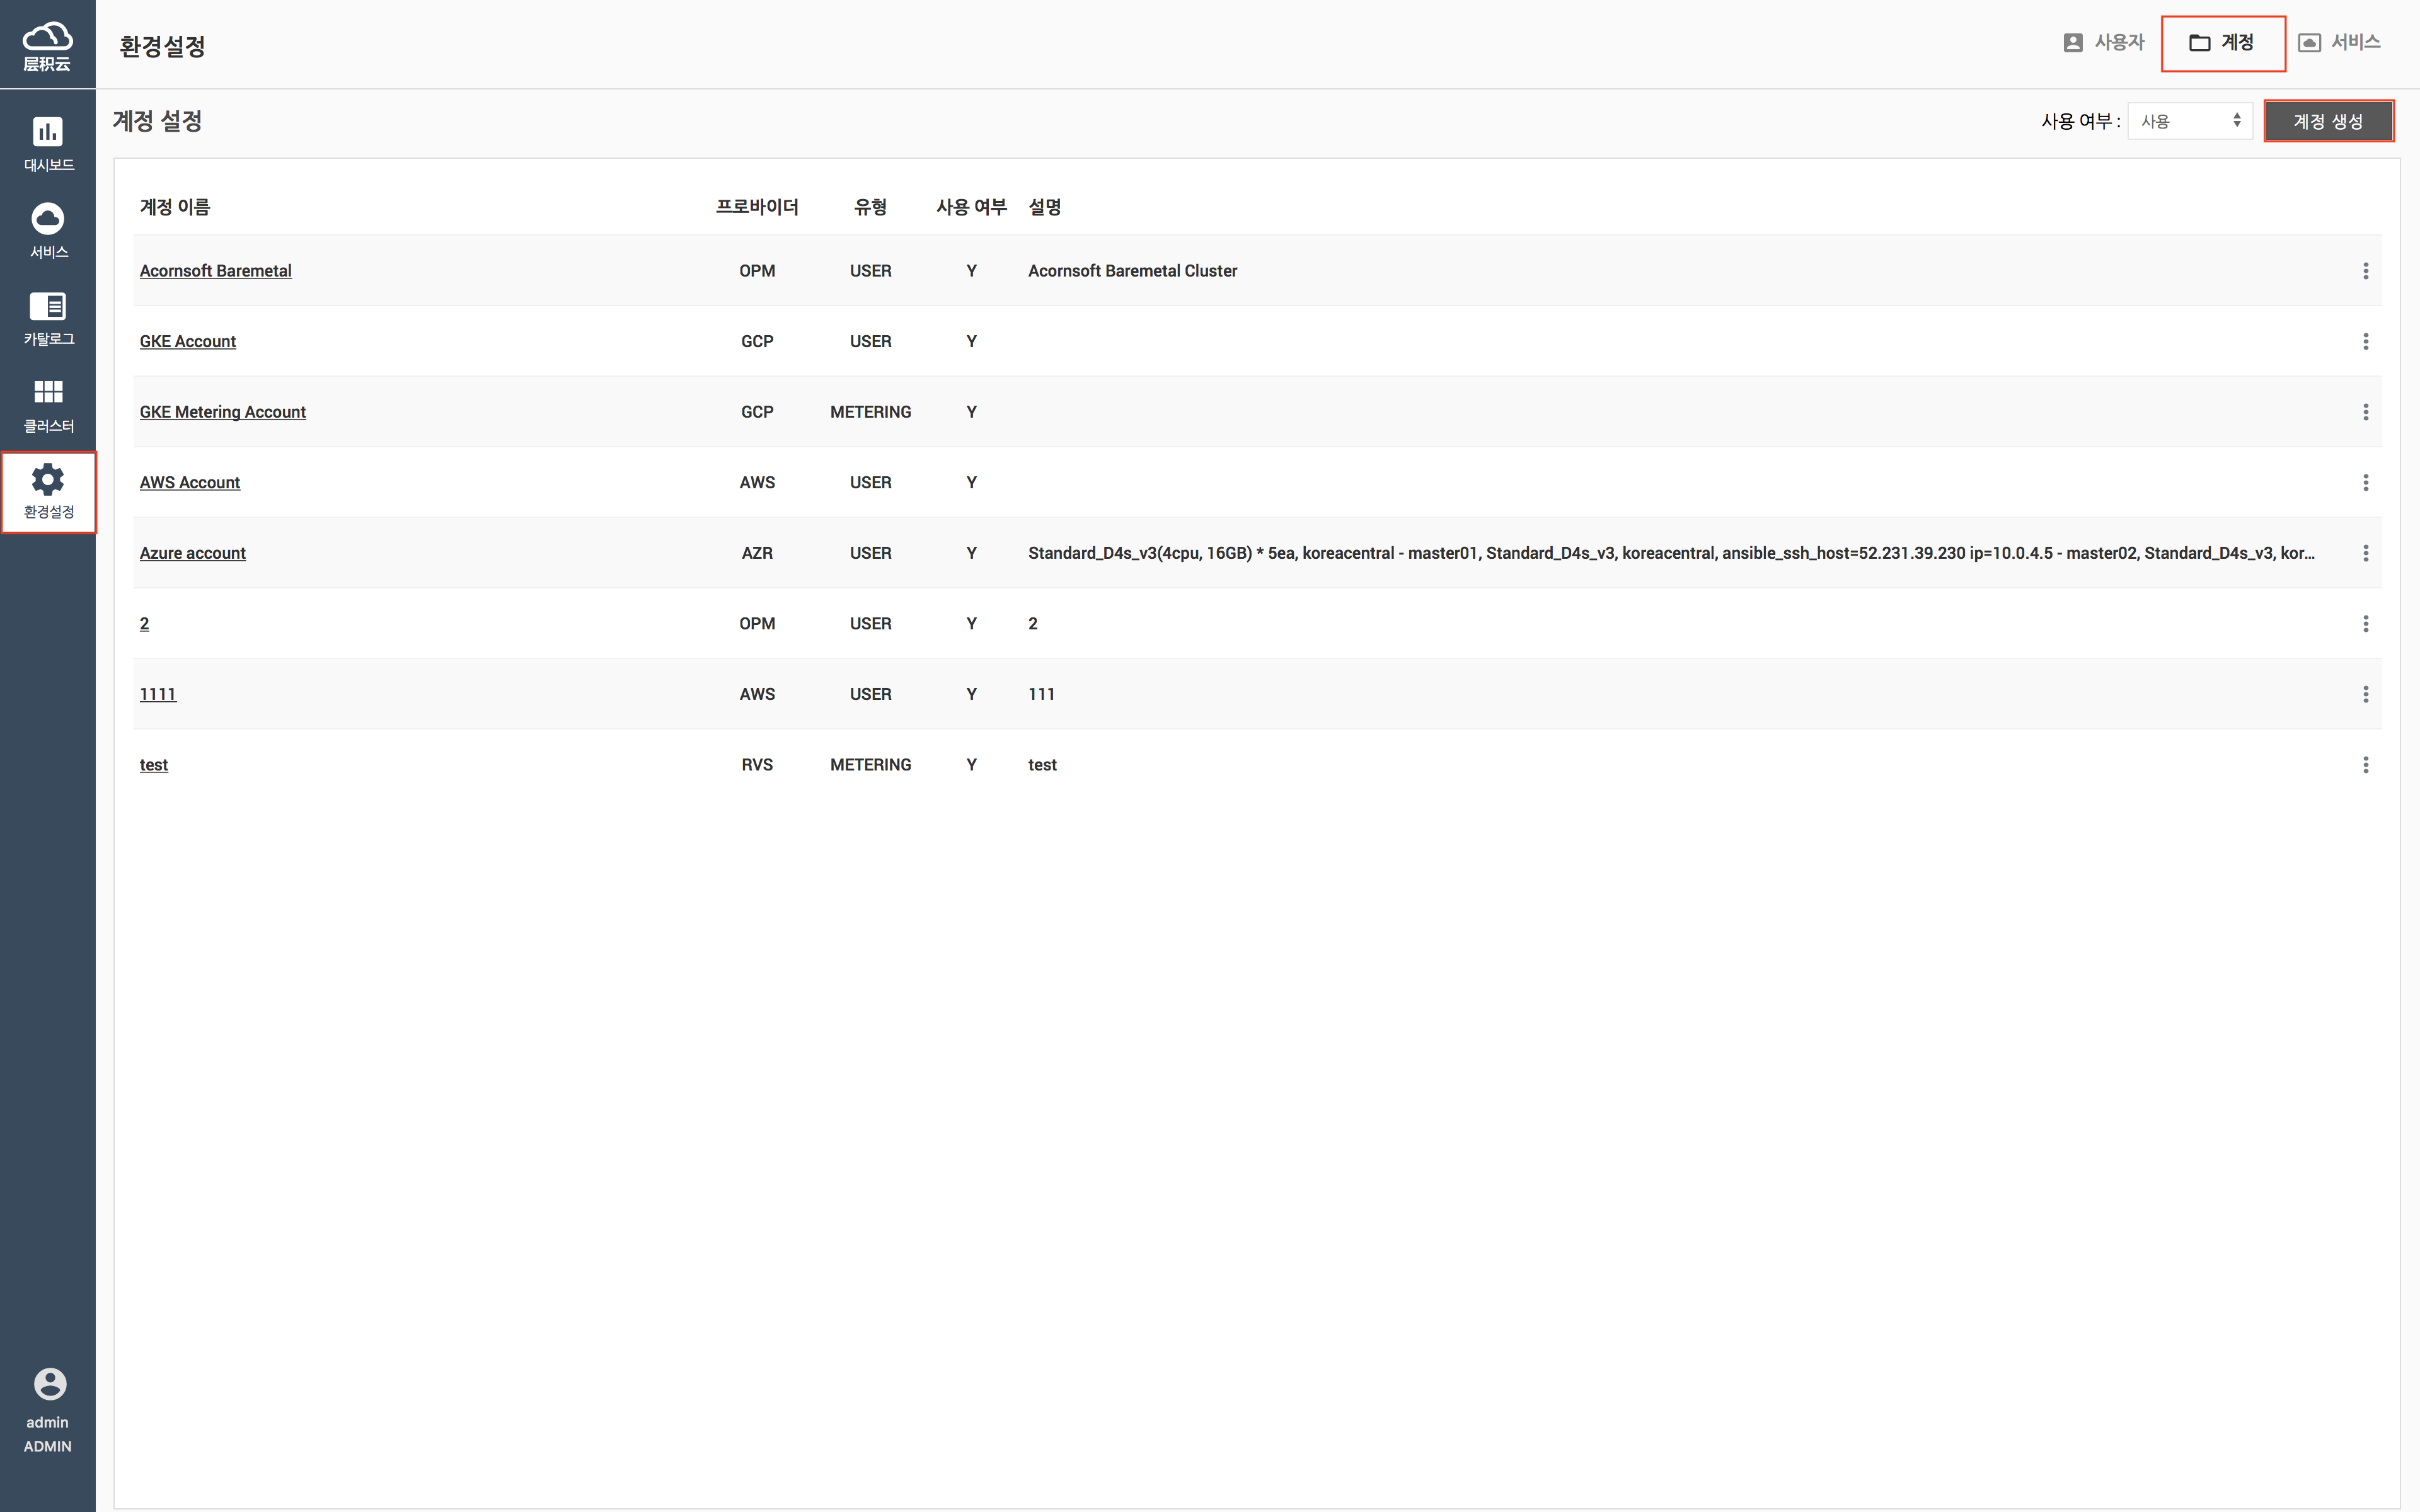 层积云
환경설정
사용자
계정
서비스
대시보드
서비스
카탈로그
클러스터
환경설정
admin
ADMIN
계정 설정
사용 여부 : 사용
계정 생성
계정 이름 프로바이더 유형 사용 여부 설명
Acornsoft Baremetal OPM USER Y Acornsoft Baremetal Cluster
GKE Account GCP USER Y
GKE Metering Account GCP METERING Y
AWS Account AWS USER Y
Azure account AZR USER Y Standard_D4s_v3(4cpu, 16GB) * 5ea, koreacentral - master01, Standard_D4s_v3, koreacentral, ansible_ssh_host=52.231.39.230 ip=10.0.4.5 - master02, Standard_D4s_v3, kor...
2 OPM USER Y 2
1111 AWS USER Y 111
test RVS METERING Y test